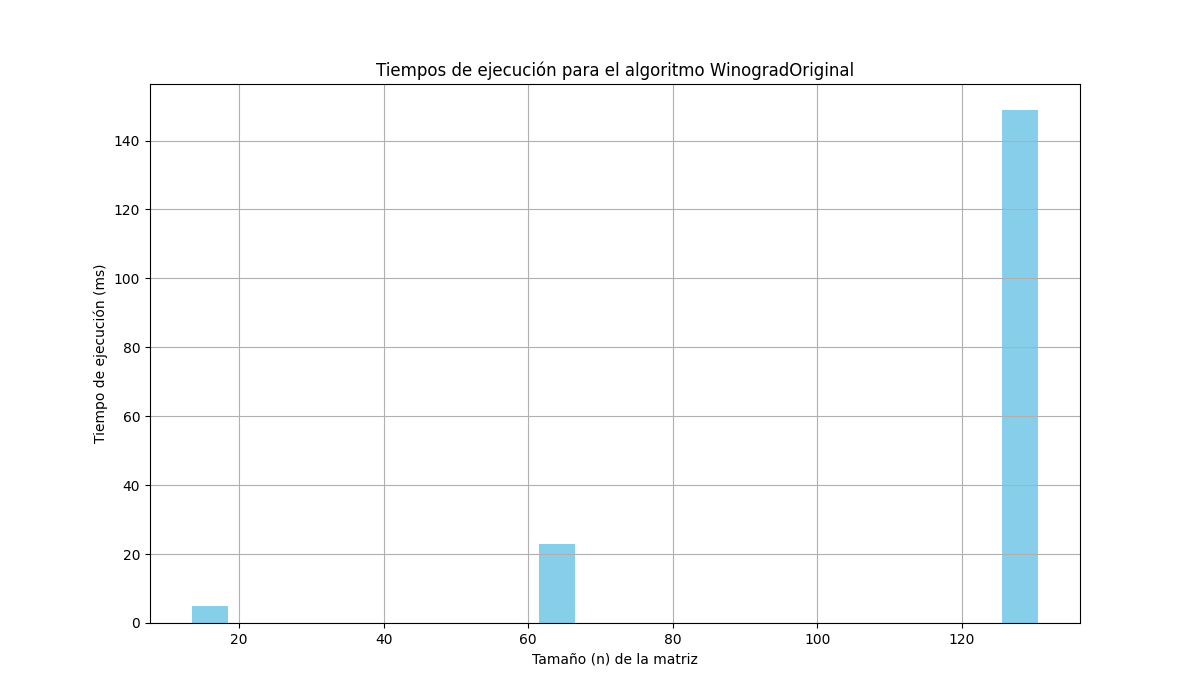 Tiempos de ejecución para el algoritmo WinogradOriginal
Tiempo de ejecución (ms)
140
120
100
80
60
40
20
0
20 40 60 80 100 120
Tamaño (n) de la matriz